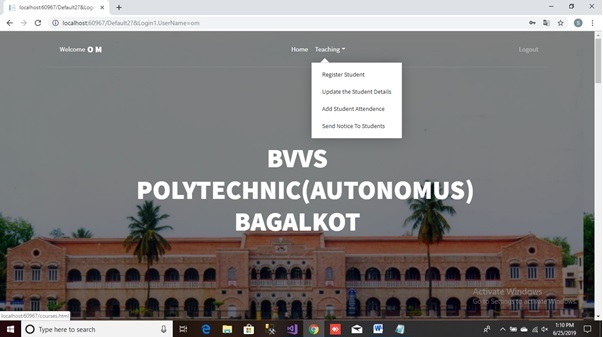 localhost:60967/Default2?&Login1
localhost:60967/Default2?&Login1.UserName=om
Welcome O M
Home
Teaching
Logout
Register Student
Update the Student Details
Add Student Attendence
Send Notice To Students
BVVS
POLYTECHNIC(AUTONOMUS)
BAGALKOT
Activate Windows
Go to Settings to activate Windows.
localhost:60967/courses.html
Type here to search
1:10 PM
6/25/2019